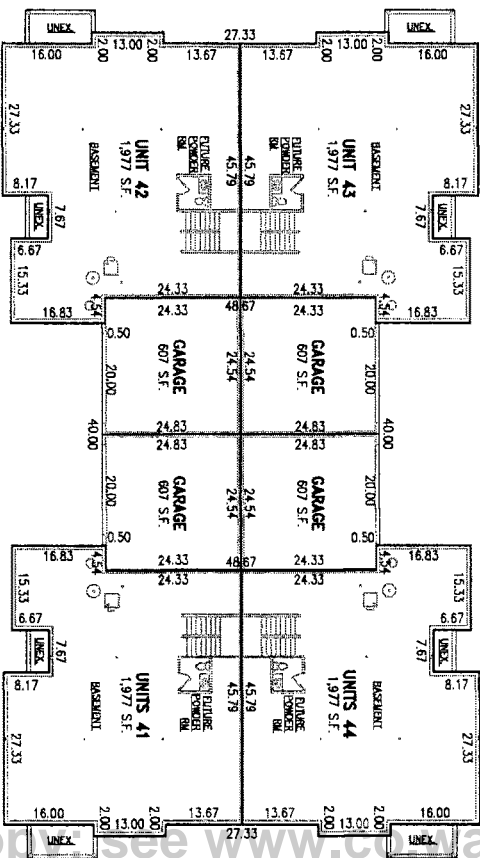 UNEX.
27.33
UNEX.
16.00
13.00
2.00
2.00
13.67
13.67
2.00
13.00
2.00
16.00
27.33
UNIT 42
1,977 S.F.
BASEMENT
FUTURE
POWDER
RM
45.79
45.79
FUTURE
POWDER
RM
UNIT 43
1,977 S.F.
BASEMENT
27.33
8.17
UNEX.
7.67
6.67
15.33
16.83
4.54
8.17
UNEX.
7.67
6.67
15.33
16.83
4.54
24.33
24.33
48.67
24.33
24.33
0.50
GARAGE
607 S.F.
24.54
24.54
GARAGE
607 S.F.
0.50
20.00
20.00
40.00
24.83
24.83
24.83
24.83
40.00
20.00
GARAGE
607 S.F.
24.54
24.54
GARAGE
607 S.F.
20.00
0.50
0.50
24.33
24.33
48.67
24.33
24.33
16.83
4.54
15.33
6.67
UNEX.
7.67
8.17
4.54
16.83
15.33
6.67
UNEX.
7.67
8.17
UNITS 41
1,977 S.F.
BASEMENT
FUTURE
POWDER
RM
45.79
45.79
FUTURE
POWDER
RM
UNITS 44
1,977 S.F.
BASEMENT
27.33
27.33
16.00
2.00
13.00
2.00
13.67
13.67
2.00
13.00
2.00
16.00
UNEX.
27.33
UNEX.
opy: see www.co.wa